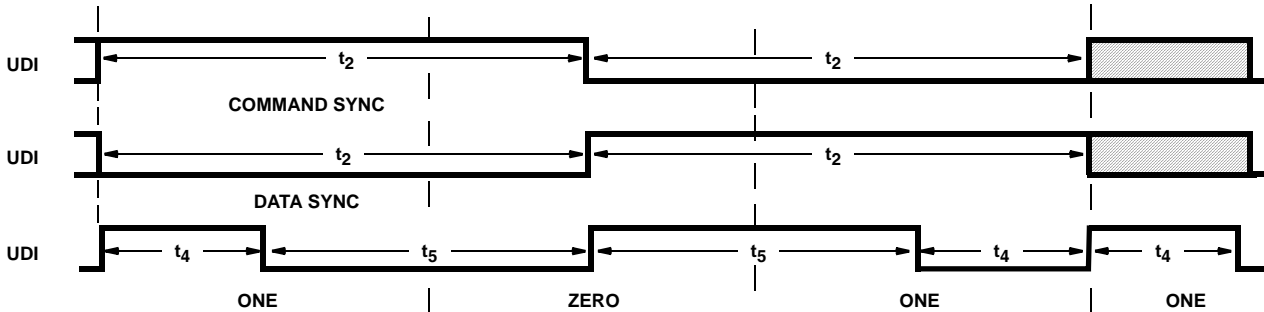 UDI t2 t2
COMMAND SYNC
UDI t2 t2
DATA SYNC
UDI t4 t5 t5 t4 t4
ONE ZERO ONE ONE